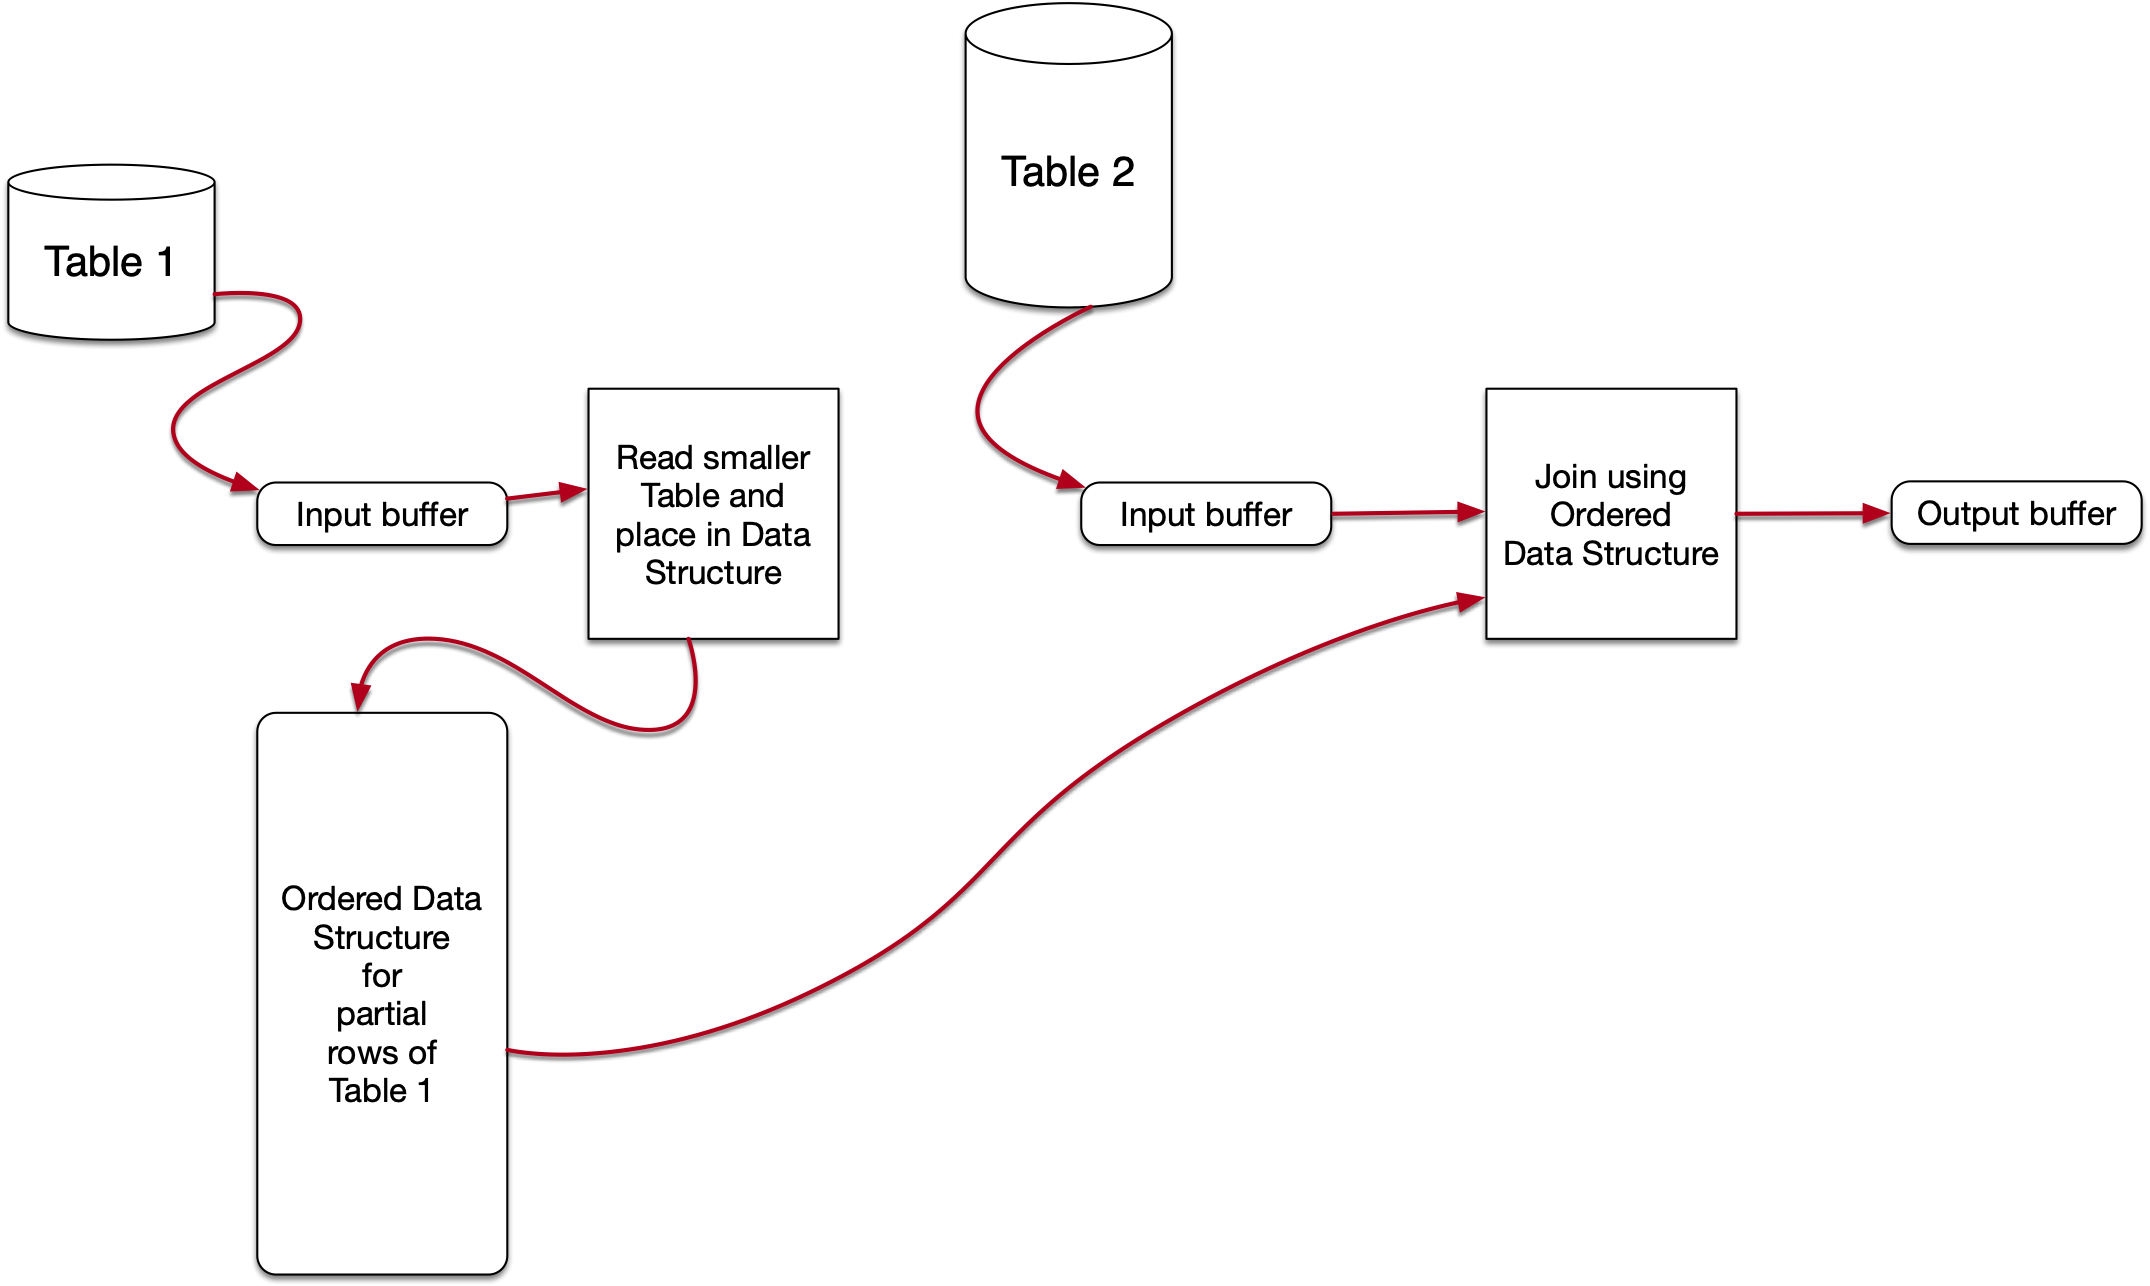 Table 1
Table 2
Input buffer
Read smaller
Table and
place in Data
Structure
Input buffer
Join using
Ordered
Data Structure
Output buffer
Ordered Data
Structure
for
partial
rows of
Table 1